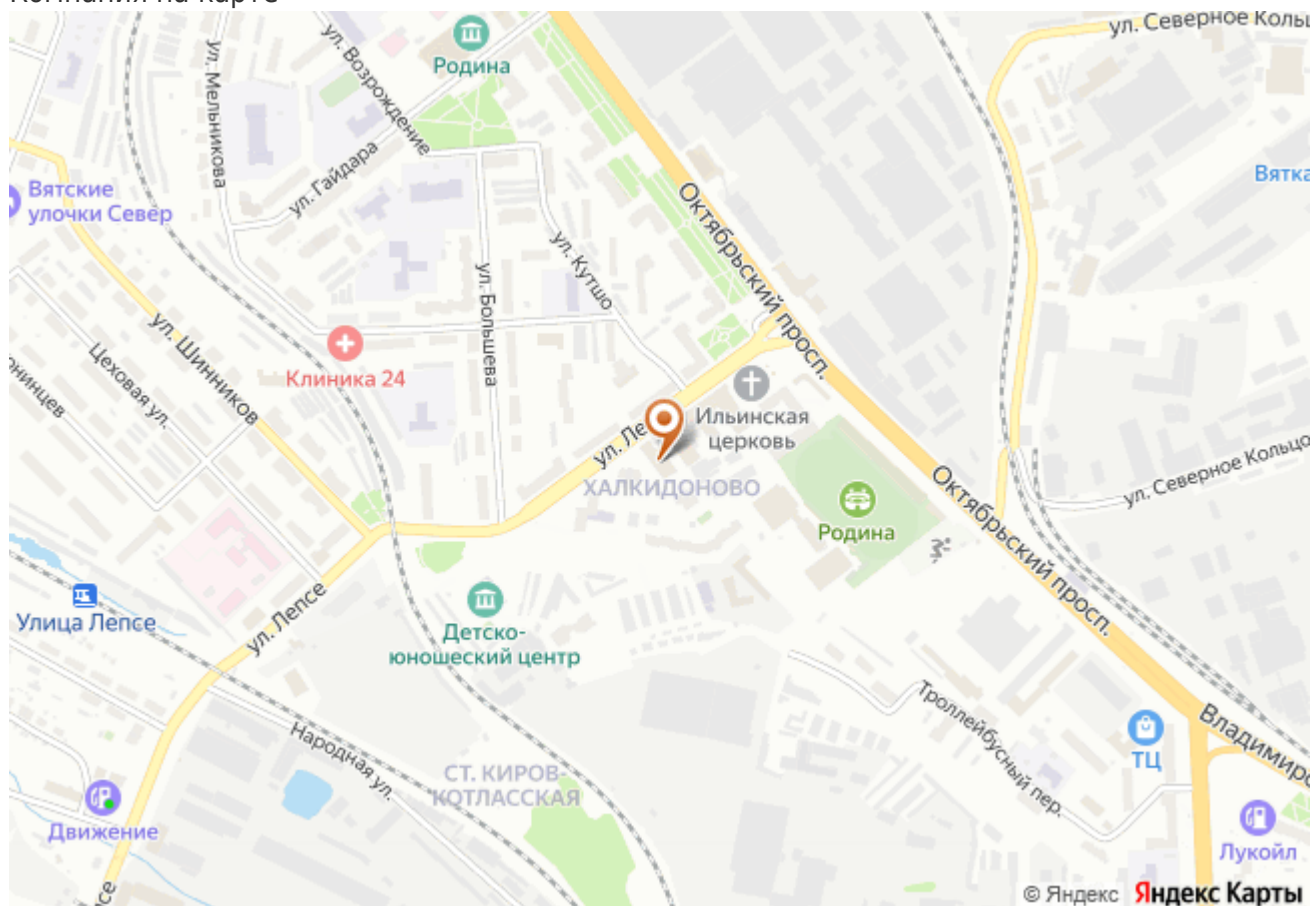 Компания на карте
ул. Северное Кольц
Родина
ул. Возрождение
ул. Мельникова
ул. Гайдара
Вятка
Вятские
улочки Север
Октябрьский просп.
ул. Кутшо
ул. Большева
ул. Шинников
Цеховая ул.
Клиника 24
Ильинская
церковь
ул. Ле
ХАЛКИДОНОВО
ул. Северное Кольцо
Родина
Октябрьский просп.
Улица Лепсе
ул. Лепсе
Детско-
юношеский центр
Троллейбусный пер.
Владимирс
Народная ул.
СТ. КИРОВ-
КОТЛАССКАЯ
ТЦ
Движение
Лукойл
© Яндекс Яндекс Карты